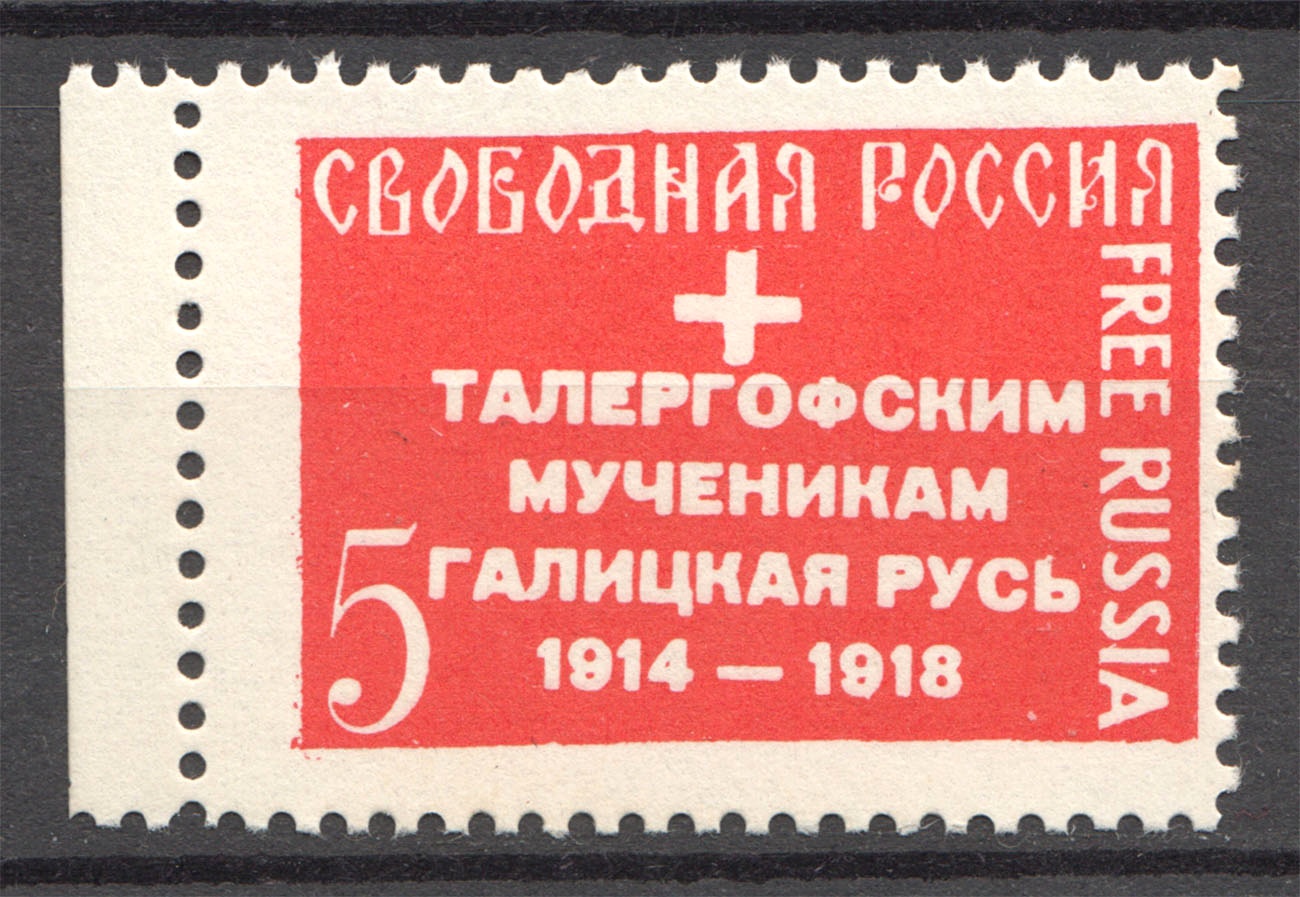 СВОБОДНАЯ РОССИЯ
FREE RUSSIA
+
ТАЛЕРГОФСКИМ
МУЧЕНИКАМ
ГАЛИЦКАЯ РУСЬ
1914 — 1918
5